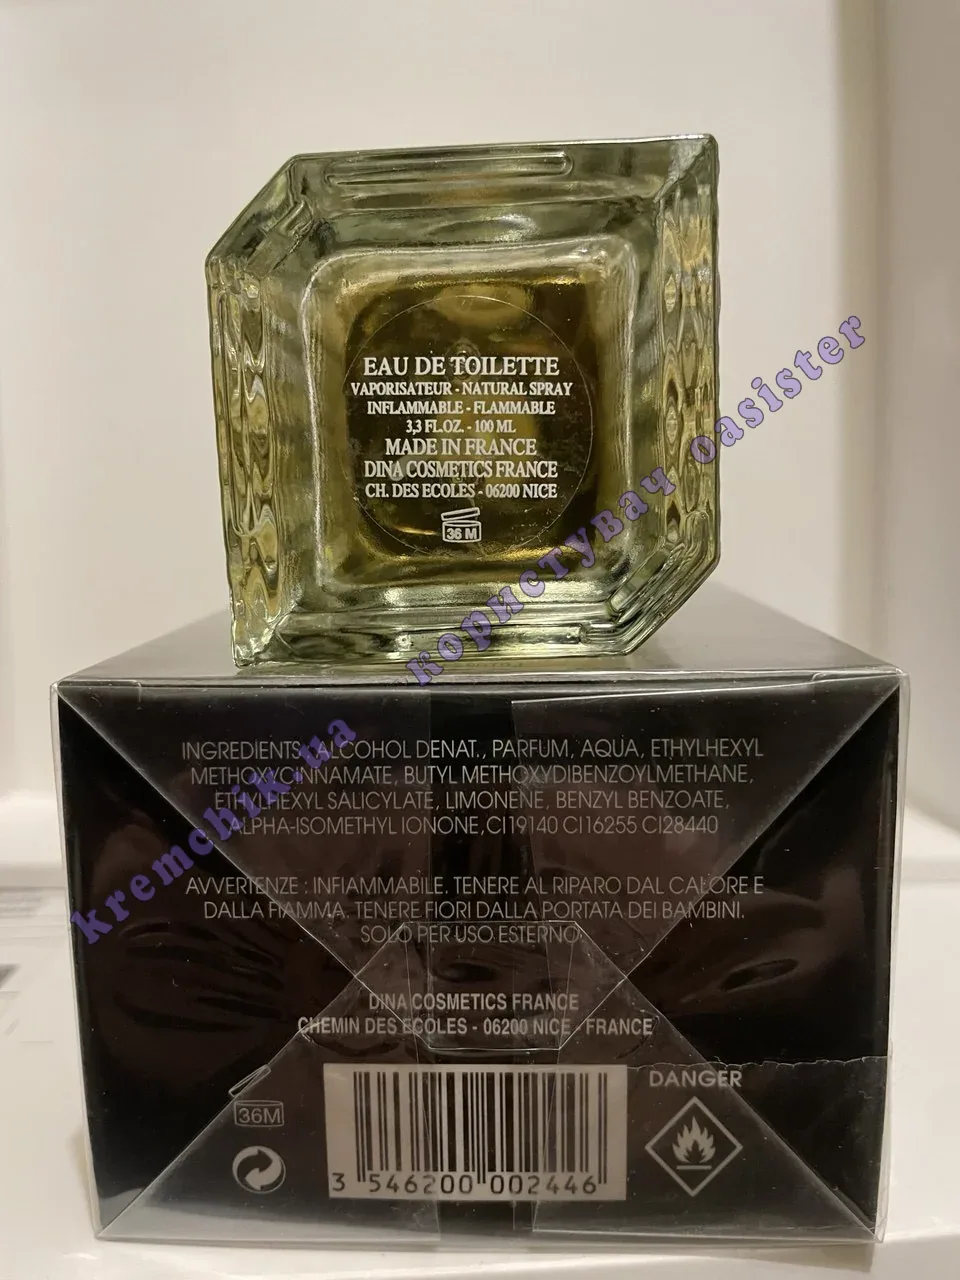 EAU DE TOILETTE
VAPORISATEUR - NATURAL SPRAY
INFLAMMABLE - FLAMMABLE
3,3 FL.OZ. - 100 ML
MADE IN FRANCE
DINA COSMETICS FRANCE
CH. DES ECOLES - 06200 NICE
36 M
kremchik.ua - користувач oasister
INGREDIENTS: ALCOHOL DENAT., PARFUM, AQUA, ETHYLHEXYL
METHOXYCINNAMATE, BUTYL METHOXYDIBENZOYLMETHANE,
ETHYLHEXYL SALICYLATE, LIMONENE, BENZYL BENZOATE,
ALPHA-ISOMETHYL IONONE, CI19140 CI16255 CI28440
AVVERTENZE : INFIAMMABILE. TENERE AL RIPARO DAL CALORE E
DALLA FIAMMA. TENERE FIORI DALLA PORTATA DEI BAMBINI.
SOLO PER USO ESTERNO.
DINA COSMETICS FRANCE
CHEMIN DES ECOLES - 06200 NICE - FRANCE
DANGER
36M
3 546200 002446